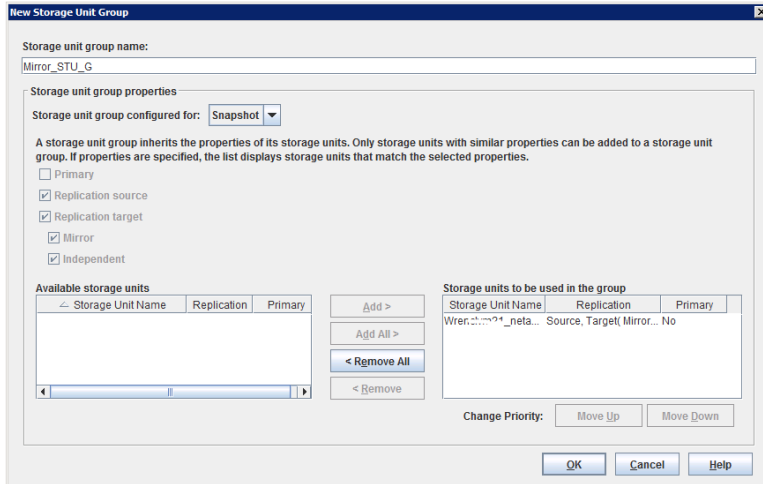 New Storage Unit Group
Storage unit group name:
Mirror_STU_G
Storage unit group properties
Storage unit group configured for: Snapshot
A storage unit group inherits the properties of its storage units. Only storage units with similar properties can be added to a storage unit
group. If properties are specified, the list displays storage units that match the selected properties.
Primary
Replication source
Replication target
Mirror
Independent
Available storage units
Storage Unit Name Replication Primary
Add >
Add All >
< Remove All
< Remove
Storage units to be used in the group
Storage Unit Name Replication Primary
Source, Target( Mirror... No
Change Priority: Move Up Move Down
OK Cancel Help